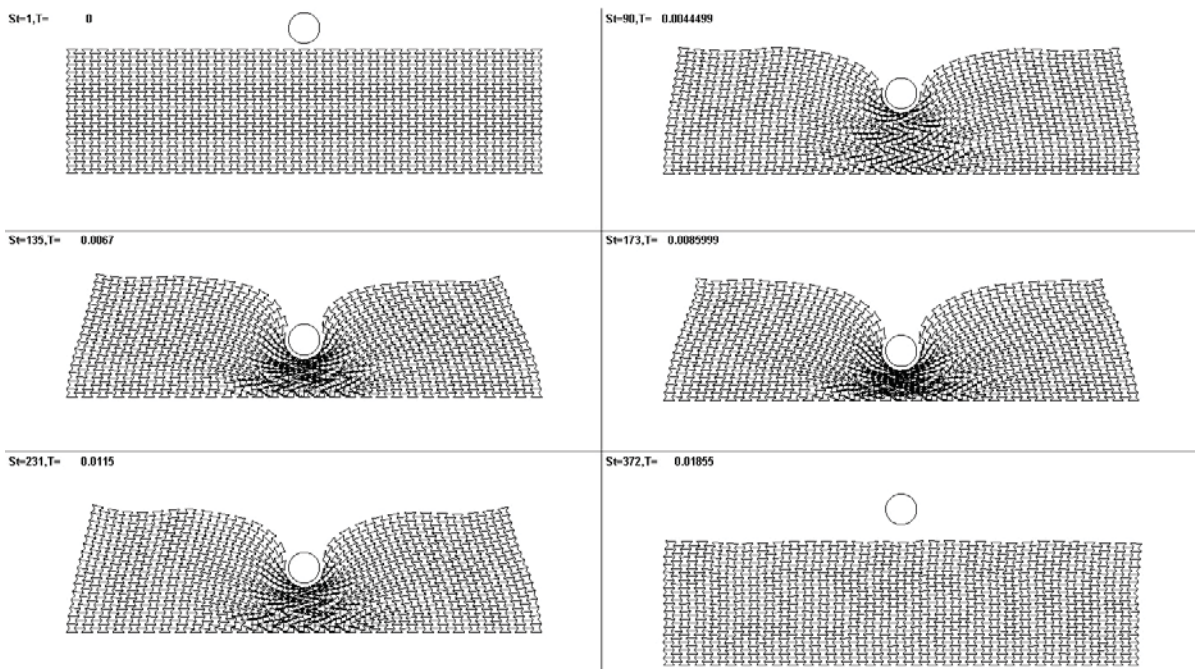 St=1,T= 0
St=90,T= 0.0044499
St=135,T= 0.0067
St=173,T= 0.0085999
St=231,T= 0.0115
St=372,T= 0.01855